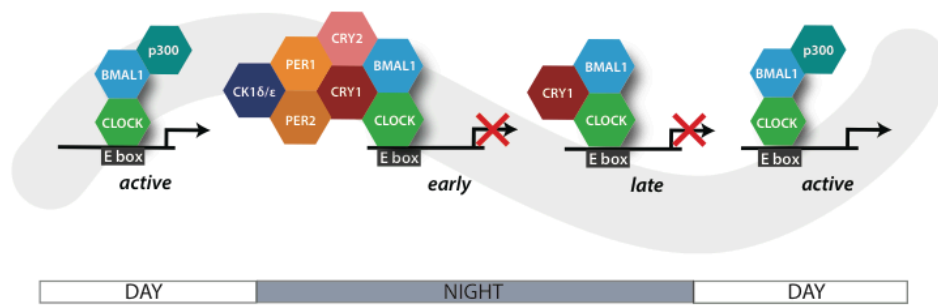 p300
BMAL1
CLOCK
E box
active
CRY2
PER1
BMAL1
CK1δ/ε
CRY1
PER2
CLOCK
E box
early
BMAL1
CRY1
CLOCK
E box
late
p300
BMAL1
CLOCK
E box
active
DAY
NIGHT
DAY